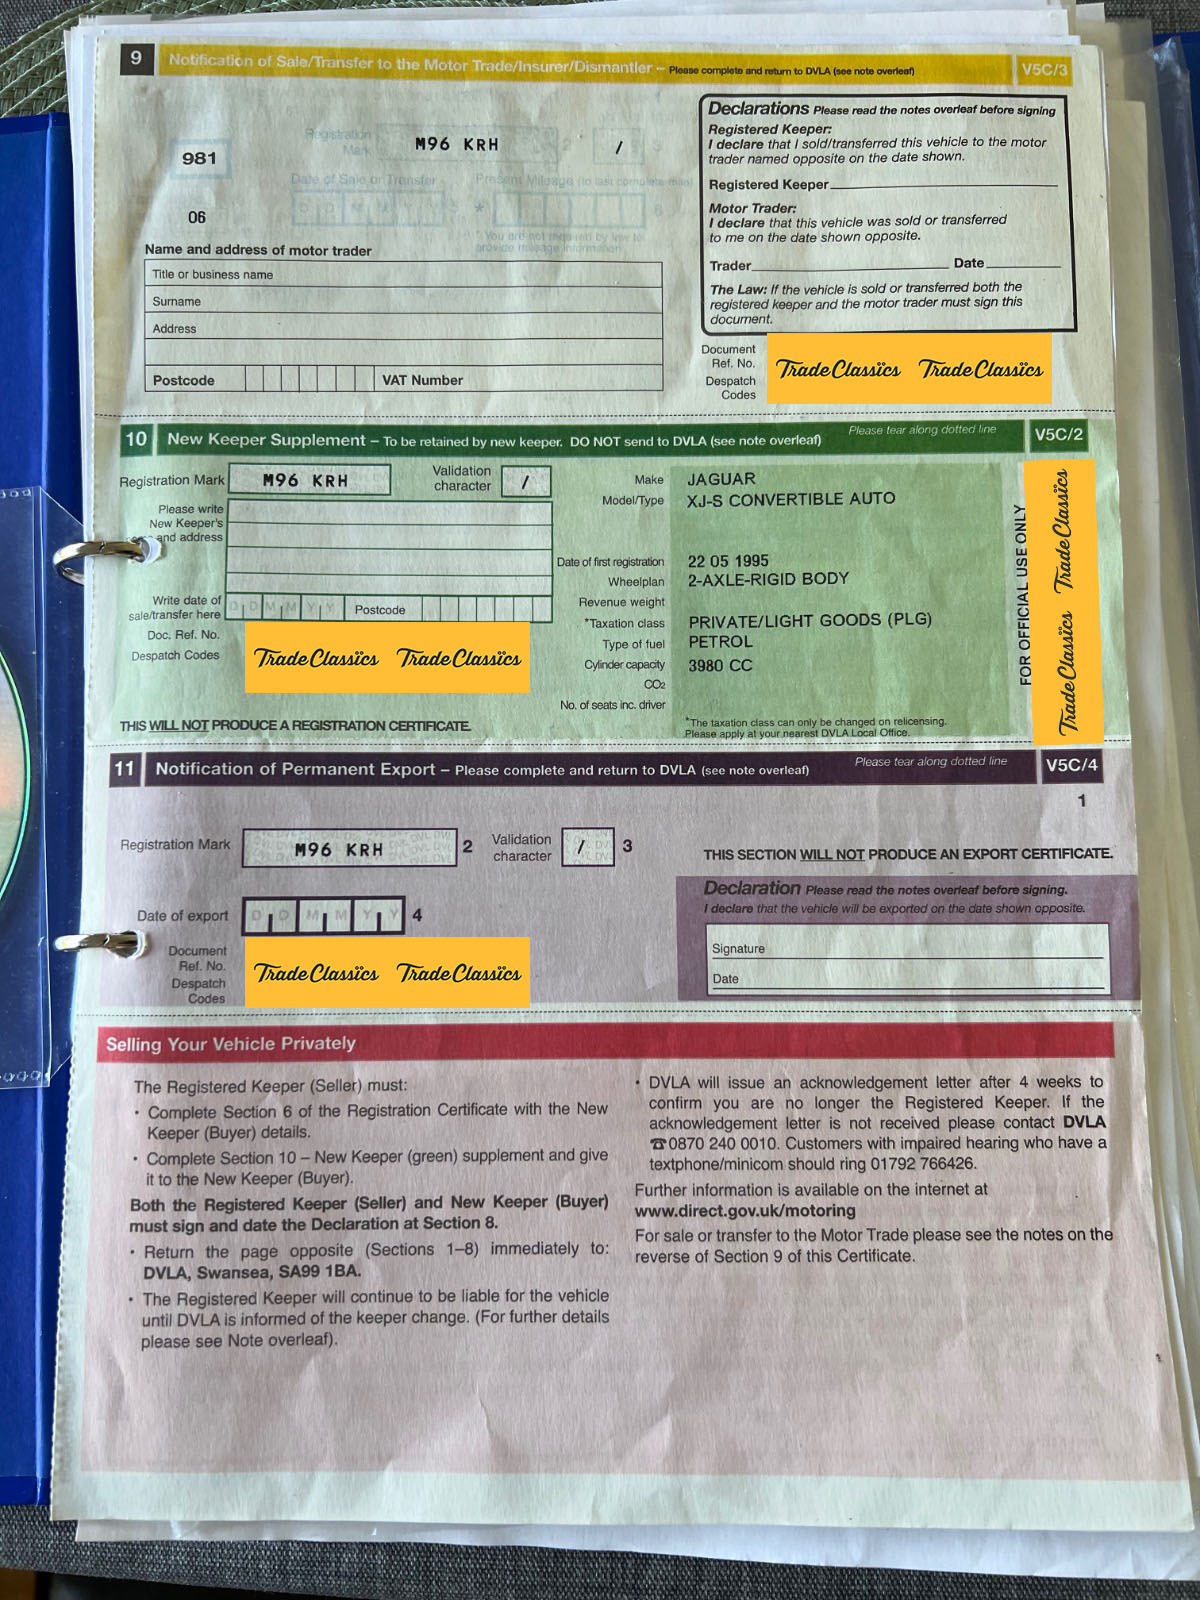 9 Notification of Sale/Transfer to the Motor Trade/Insurer/Dismantler – Please complete and return to DVLA (see note overleaf) V5C/3
981
06
Registration Mark M96 KRH 2 / 3
Date of Sale or Transfer Present Mileage (to last complete mile)
D D M M Y Y *
* You are not required by law to
provide mileage information.
Name and address of motor trader
Title or business name
Surname
Address
Postcode VAT Number
Declarations Please read the notes overleaf before signing
Registered Keeper:
I declare that I sold/transferred this vehicle to the motor
trader named opposite on the date shown.
Registered Keeper
Motor Trader:
I declare that this vehicle was sold or transferred
to me on the date shown opposite.
Trader Date
The Law: If the vehicle is sold or transferred both the
registered keeper and the motor trader must sign this
document.
Document
Ref. No.
Despatch
Codes
Trade Classics Trade Classics
10 New Keeper Supplement – To be retained by new keeper. DO NOT send to DVLA (see note overleaf) Please tear along dotted line V5C/2
Registration Mark M96 KRH Validation character /
Please write
New Keeper's
and address
Write date of
sale/transfer here D D M M Y Y Postcode
Doc. Ref. No.
Despatch Codes
Trade Classics Trade Classics
THIS WILL NOT PRODUCE A REGISTRATION CERTIFICATE.
Make JAGUAR
Model/Type XJ-S CONVERTIBLE AUTO
Date of first registration 22 05 1995
Wheelplan 2-AXLE-RIGID BODY
Revenue weight
*Taxation class PRIVATE/LIGHT GOODS (PLG)
Type of fuel PETROL
Cylinder capacity 3980 CC
CO2
No. of seats inc. driver
*The taxation class can only be changed on relicensing.
Please apply at your nearest DVLA Local Office.
FOR OFFICIAL USE ONLY
Trade Classics Trade Classics
11 Notification of Permanent Export – Please complete and return to DVLA (see note overleaf) Please tear along dotted line V5C/4
1
Registration Mark M96 KRH 2 Validation character / 3
Date of export D D M M Y Y 4
Document
Ref. No.
Despatch
Codes
Trade Classics Trade Classics
THIS SECTION WILL NOT PRODUCE AN EXPORT CERTIFICATE.
Declaration Please read the notes overleaf before signing.
I declare that the vehicle will be exported on the date shown opposite.
Signature
Date
Selling Your Vehicle Privately
The Registered Keeper (Seller) must:
• Complete Section 6 of the Registration Certificate with the New
Keeper (Buyer) details.
• Complete Section 10 – New Keeper (green) supplement and give
it to the New Keeper (Buyer).
Both the Registered Keeper (Seller) and New Keeper (Buyer)
must sign and date the Declaration at Section 8.
• Return the page opposite (Sections 1–8) immediately to:
DVLA, Swansea, SA99 1BA.
• The Registered Keeper will continue to be liable for the vehicle
until DVLA is informed of the keeper change. (For further details
please see Note overleaf).
• DVLA will issue an acknowledgement letter after 4 weeks to
confirm you are no longer the Registered Keeper. If the
acknowledgement letter is not received please contact DVLA
☎0870 240 0010. Customers with impaired hearing who have a
textphone/minicom should ring 01792 766426.
Further information is available on the internet at
www.direct.gov.uk/motoring
For sale or transfer to the Motor Trade please see the notes on the
reverse of Section 9 of this Certificate.